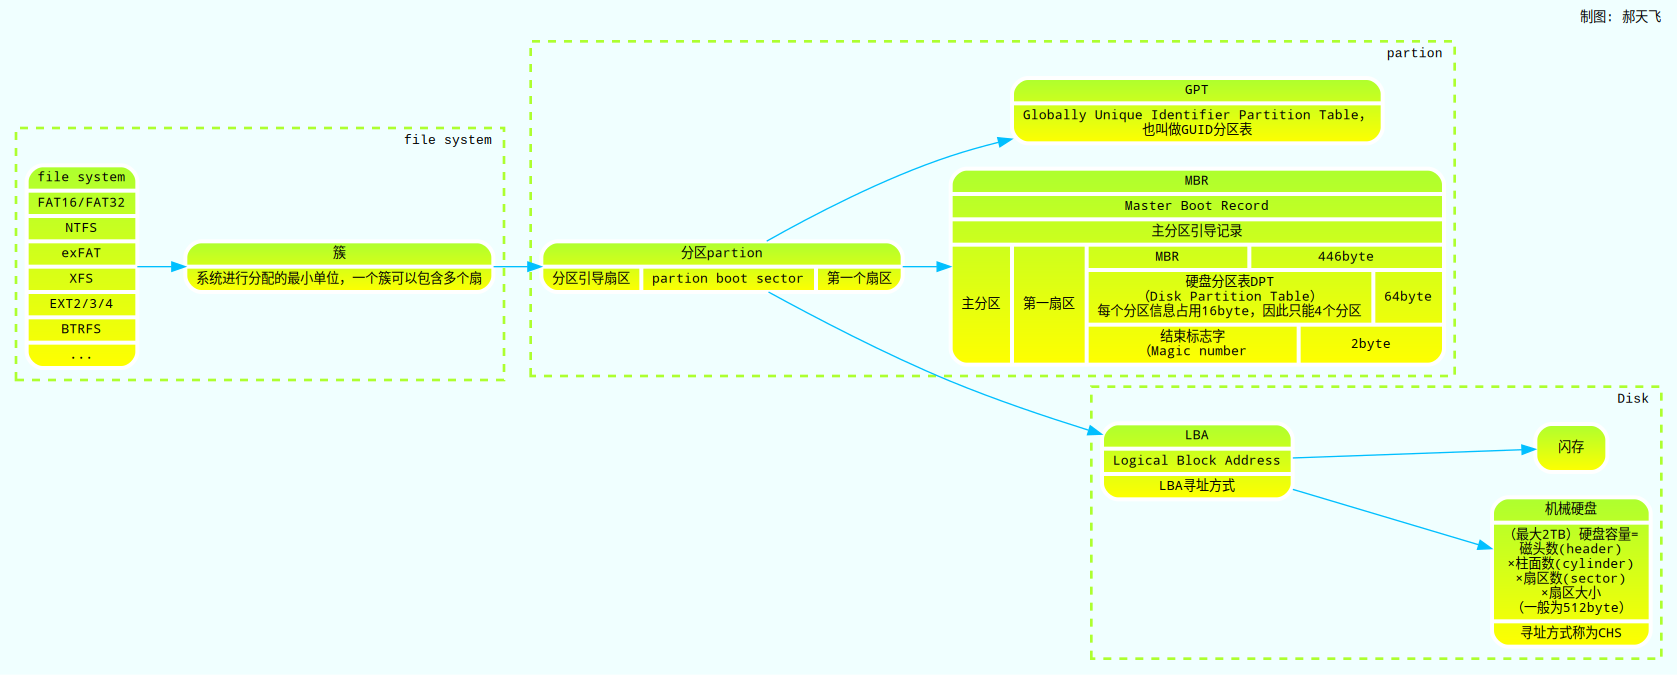 制图: 郝天飞
partion
GPT
Globally Unique Identifier Partition Table,
也叫做GUID分区表
file system
file system
FAT16/FAT32
NTFS
exFAT
XFS
EXT2/3/4
BTRFS
...
簇
系统进行分配的最小单位，一个簇可以包含多个扇
分区partion
分区引导扇区 partion boot sector 第一个扇区
MBR
Master Boot Record
主分区引导记录
主分区 第一扇区
MBR 446byte
硬盘分区表DPT
（Disk Partition Table）
每个分区信息占用16byte，因此只能4个分区
64byte
结束标志字
（Magic number
2byte
Disk
LBA
Logical Block Address
LBA寻址方式
闪存
机械硬盘
（最大2TB）硬盘容量=
磁头数(header)
×柱面数(cylinder)
×扇区数(sector)
×扇区大小
（一般为512byte）
寻址方式称为CHS